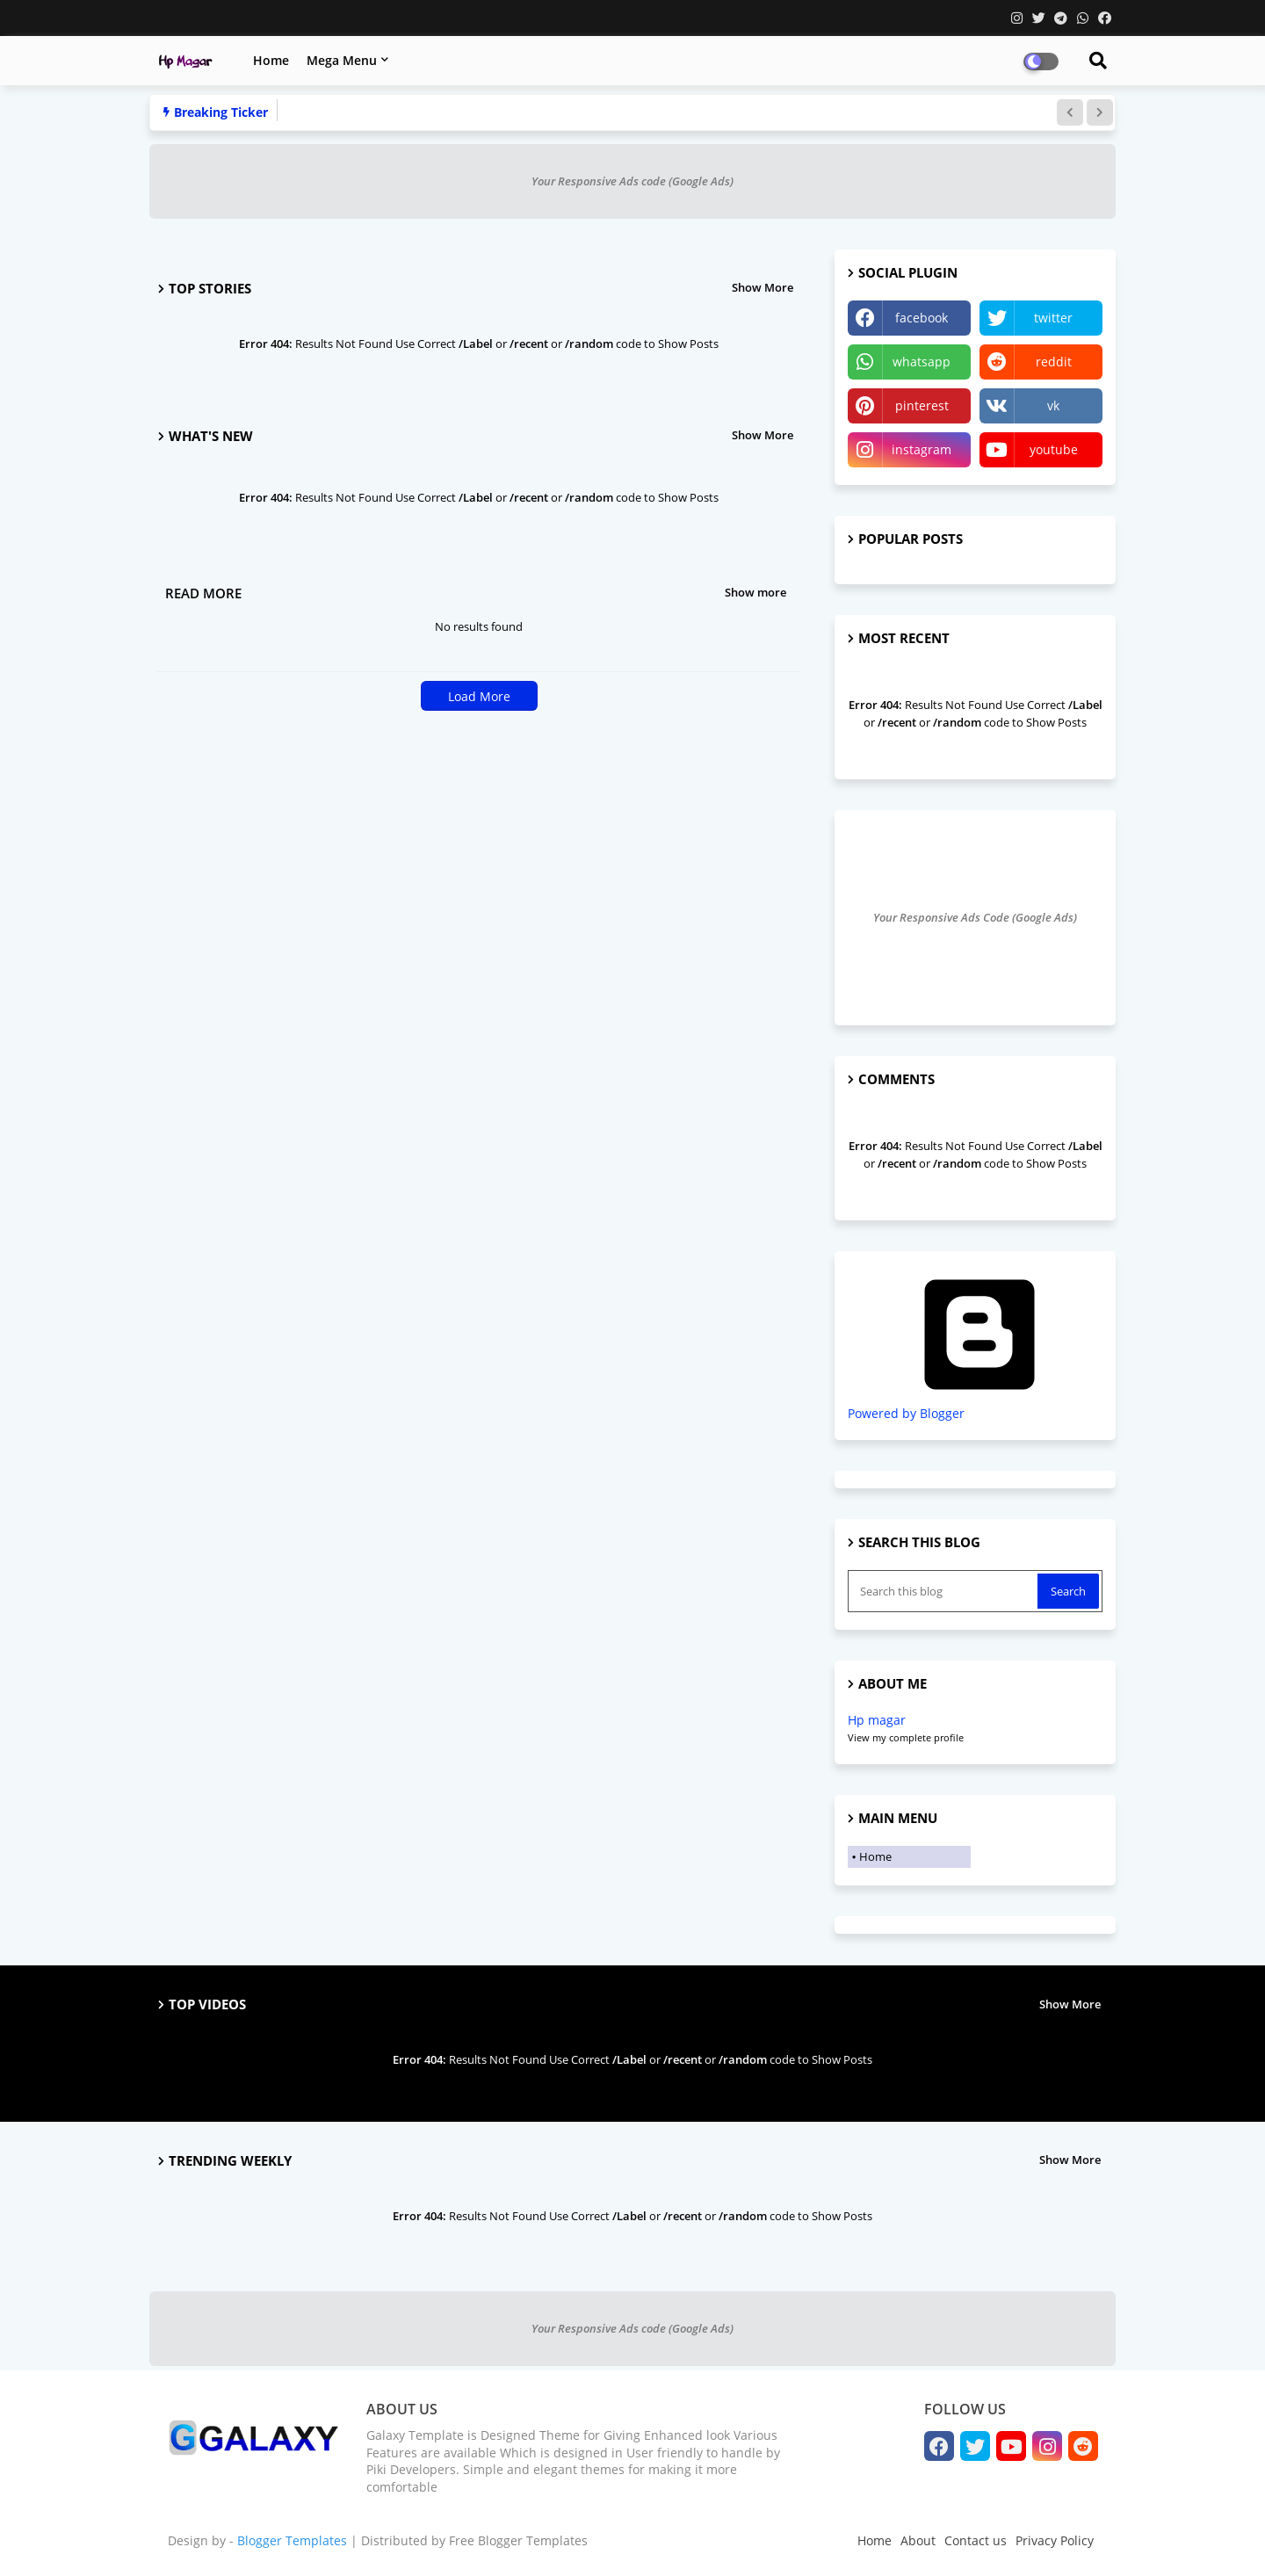 Hp Magar
Home Mega Menu
Breaking Ticker
Your Responsive Ads code (Google Ads)
TOP STORIES Show More
Error 404: Results Not Found Use Correct /Label or /recent or /random code to Show Posts
WHAT'S NEW Show More
Error 404: Results Not Found Use Correct /Label or /recent or /random code to Show Posts
READ MORE Show more
No results found
Load More
SOCIAL PLUGIN
facebook twitter
whatsapp reddit
pinterest vk
instagram youtube
POPULAR POSTS
MOST RECENT
Error 404: Results Not Found Use Correct /Label
or /recent or /random code to Show Posts
Your Responsive Ads Code (Google Ads)
COMMENTS
Error 404: Results Not Found Use Correct /Label
or /recent or /random code to Show Posts
Powered by Blogger
SEARCH THIS BLOG
Search this blog Search
ABOUT ME
Hp magar
View my complete profile
MAIN MENU
• Home
TOP VIDEOS Show More
Error 404: Results Not Found Use Correct /Label or /recent or /random code to Show Posts
TRENDING WEEKLY Show More
Error 404: Results Not Found Use Correct /Label or /recent or /random code to Show Posts
Your Responsive Ads code (Google Ads)
G GALAXY
ABOUT US
Galaxy Template is Designed Theme for Giving Enhanced look Various
Features are available Which is designed in User friendly to handle by
Piki Developers. Simple and elegant themes for making it more
comfortable
FOLLOW US
Design by - Blogger Templates | Distributed by Free Blogger Templates
Home About Contact us Privacy Policy